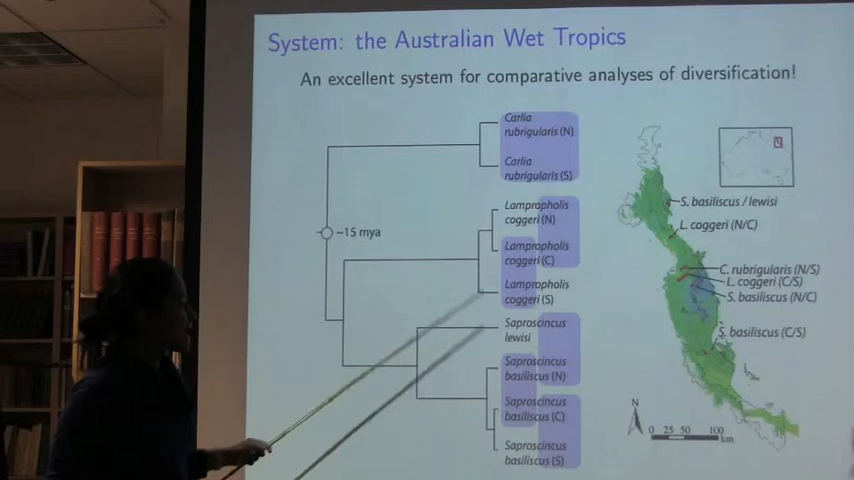 System: the Australian Wet Tropics
An excellent system for comparative analyses of diversification!
Carlia
rubrigularis (N)
Carlia
rubrigularis (S)
Lampropholis
coggeri (N)
Lampropholis
coggeri (C)
Lampropholis
coggeri (S)
Saproscincus
lewisi
Saproscincus
basiliscus (N)
Saproscincus
basiliscus (C)
Saproscincus
basiliscus (S)
~15 mya
S. basiliscus / lewisi
L. coggeri (N/C)
C. rubrigularis (N/S)
L. coggeri (C/S)
S. basiliscus (N/C)
S. basiliscus (C/S)
N
0 25 50 100
km